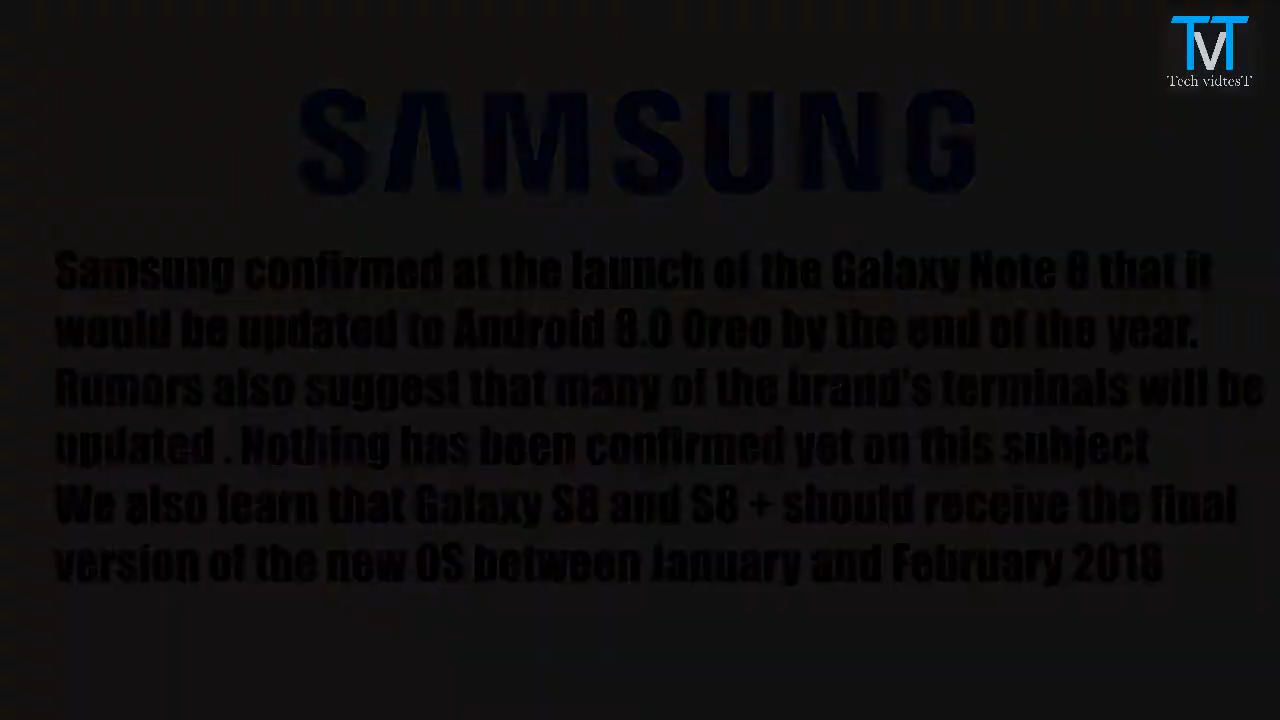 TVT
Tech vidtesT
SAMSUNG
Samsung confirmed at the launch of the Galaxy Note 8 that it
would be updated to Android 8.0 Oreo by the end of the year.
Rumors also suggest that many of the brand's terminals will be
updated . Nothing has been confirmed yet on this subject
We also learn that Galaxy S8 and S8 + should receive the final
version of the new OS between January and February 2018